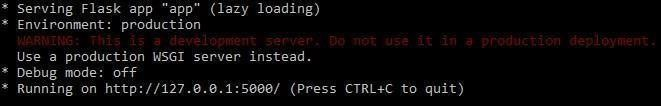 * Serving Flask app "app" (lazy loading)
* Environment: production
WARNING: This is a development server. Do not use it in a production deployment.
Use a production WSGI server instead.
* Debug mode: off
* Running on http://127.0.0.1:5000/ (Press CTRL+C to quit)